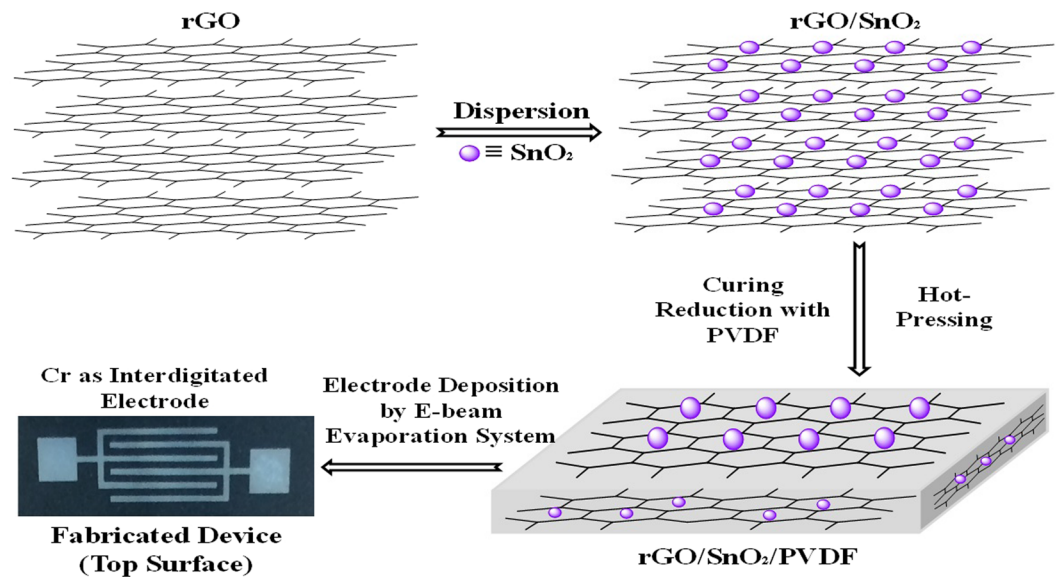 rGO
rGO/SnO₂
Dispersion
≡ SnO₂
Curing
Reduction with
PVDF
Hot-
Pressing
Cr as Interdigitated
Electrode
Electrode Deposition
by E-beam
Evaporation System
Fabricated Device
(Top Surface)
rGO/SnO₂/PVDF